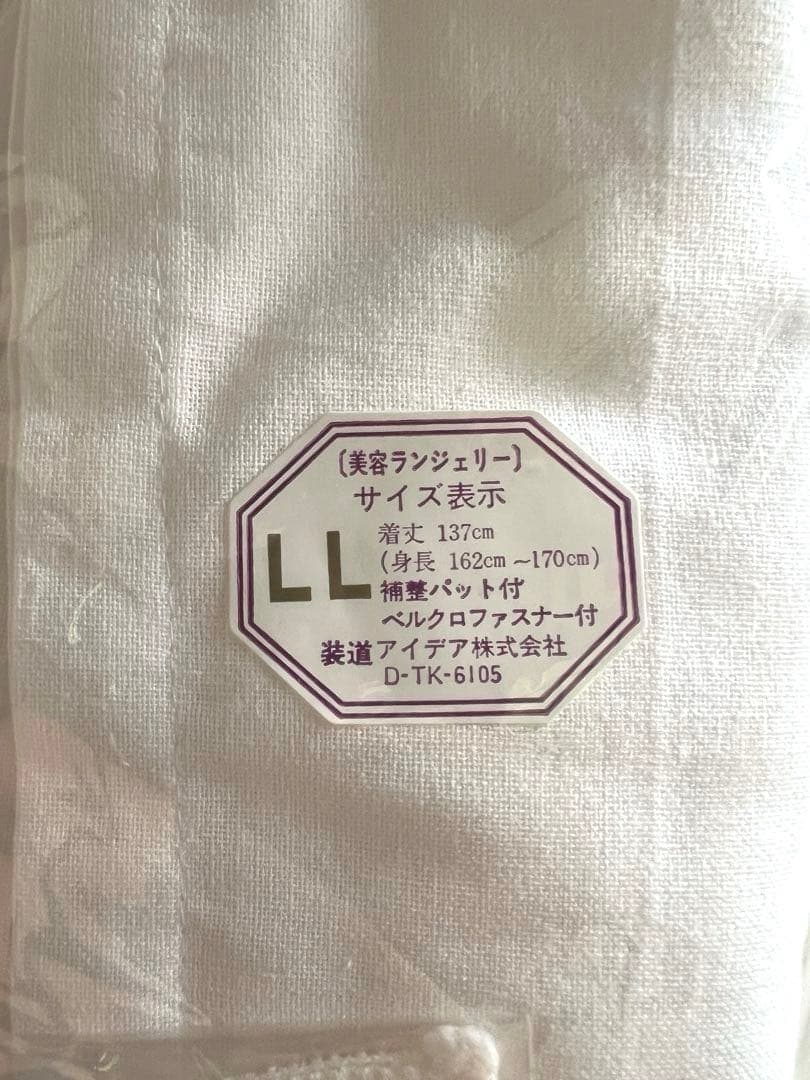 〔美容ランジェリー〕
サイズ表示
LL
着丈 137cm
(身長 162cm～170cm)
補整パット付
ベルクロファスナー付
装道アイデア株式会社
D-TK-6105